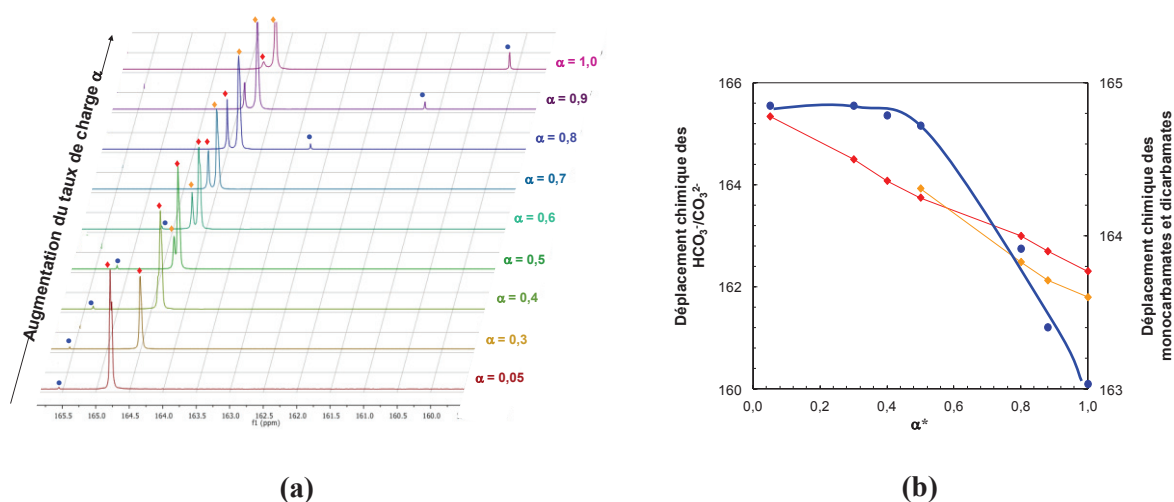 Augmentation du taux de charge α
α = 1,0
α = 0,9
α = 0,8
α = 0,7
α = 0,6
α = 0,5
α = 0,4
α = 0,3
α = 0,05
165.5 165.0 164.5 164.0 163.5 163.0 162.5 162.0 161.5 161.0 160.5 160.0
f1 (ppm)
(a)
Déplacement chimique des
HCO₃⁻/CO₃²⁻
166
164
162
160
0,0 0,2 0,4 0,6 0,8 1,0
α*
165
164
163
Déplacement chimique des
monocarbamates et dicarbamates
(b)